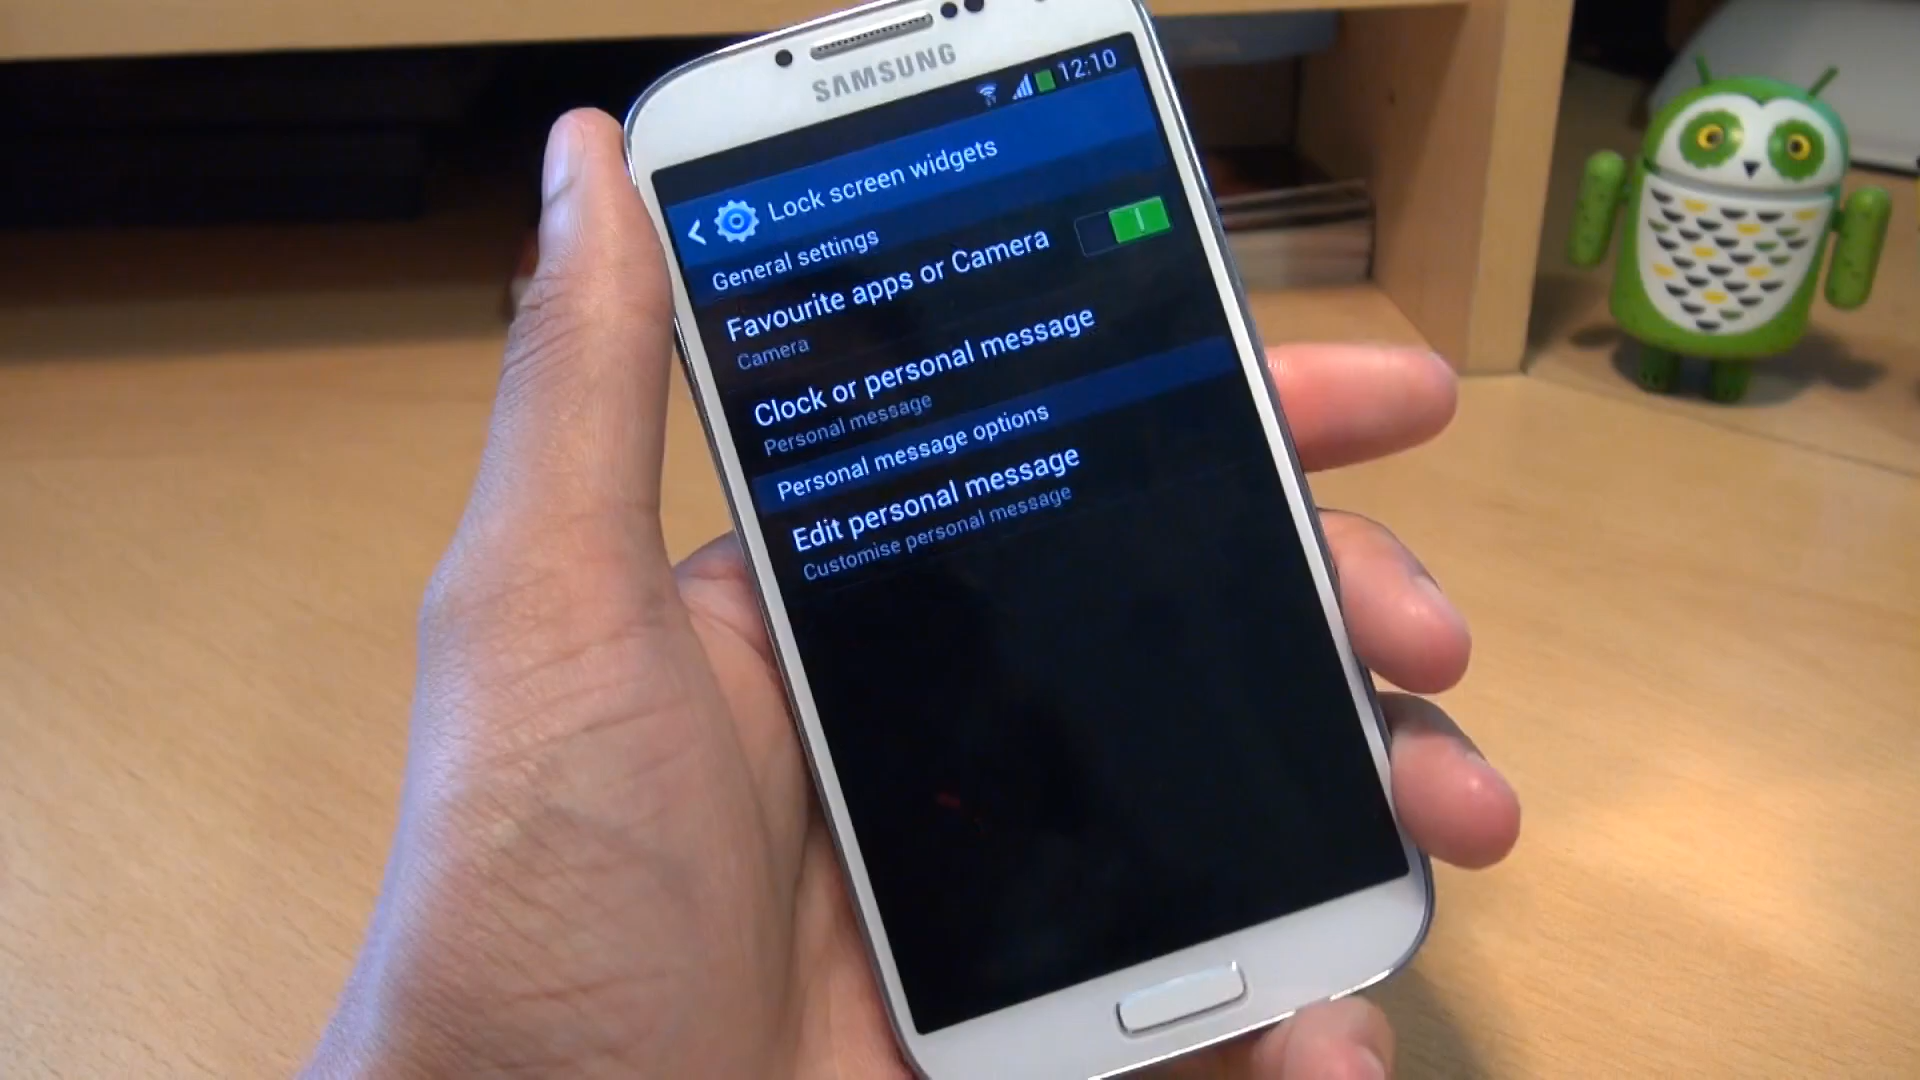 SAMSUNG
12:10
Lock screen widgets
General settings
Favourite apps or Camera
Camera
Clock or personal message
Personal message
Personal message options
Edit personal message
Customise personal message